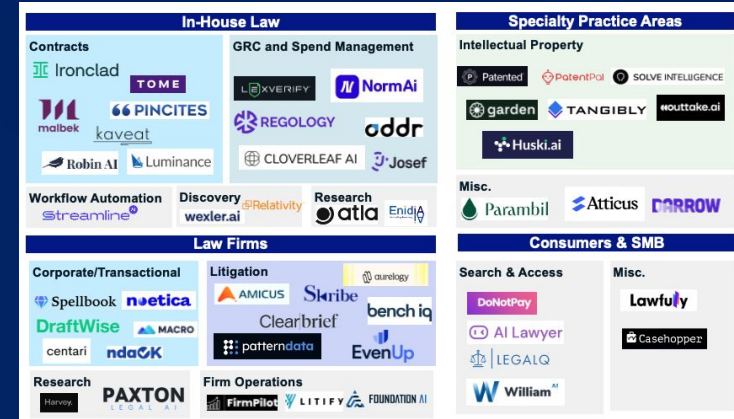 In-House Law
Contracts
Ironclad
TOME
malbek
PINCITES
kaveat
Robin AI
Luminance
GRC and Spend Management
LEXVERIFY
NormAi
REGOLOGY
oddr
CLOVERLEAF AI
Josef
Workflow Automation
Streamline
Discovery
Relativity
wexler.ai
Research
atla
Enidia
Law Firms
Corporate/Transactional
Spellbook
noetica
DraftWise
MACRO
centari
ndaOK
Litigation
aurelogy
AMICUS
Skribe
Clearbrief
bench iq
patterndata
EvenUp
Research
Harvey.
PAXTON
LEGAL AI
Firm Operations
FirmPilot
LITIFY
FOUNDATION AI
Specialty Practice Areas
Intellectual Property
Patented
PatentPal
SOLVE INTELLIGENCE
garden
TANGIBLY
outtake.ai
Huski.ai
Misc.
Parambil
Atticus
DARROW
Consumers & SMB
Search & Access
DoNotPay
AI Lawyer
LEGALQ
William AI
Misc.
Lawfully
Casehopper